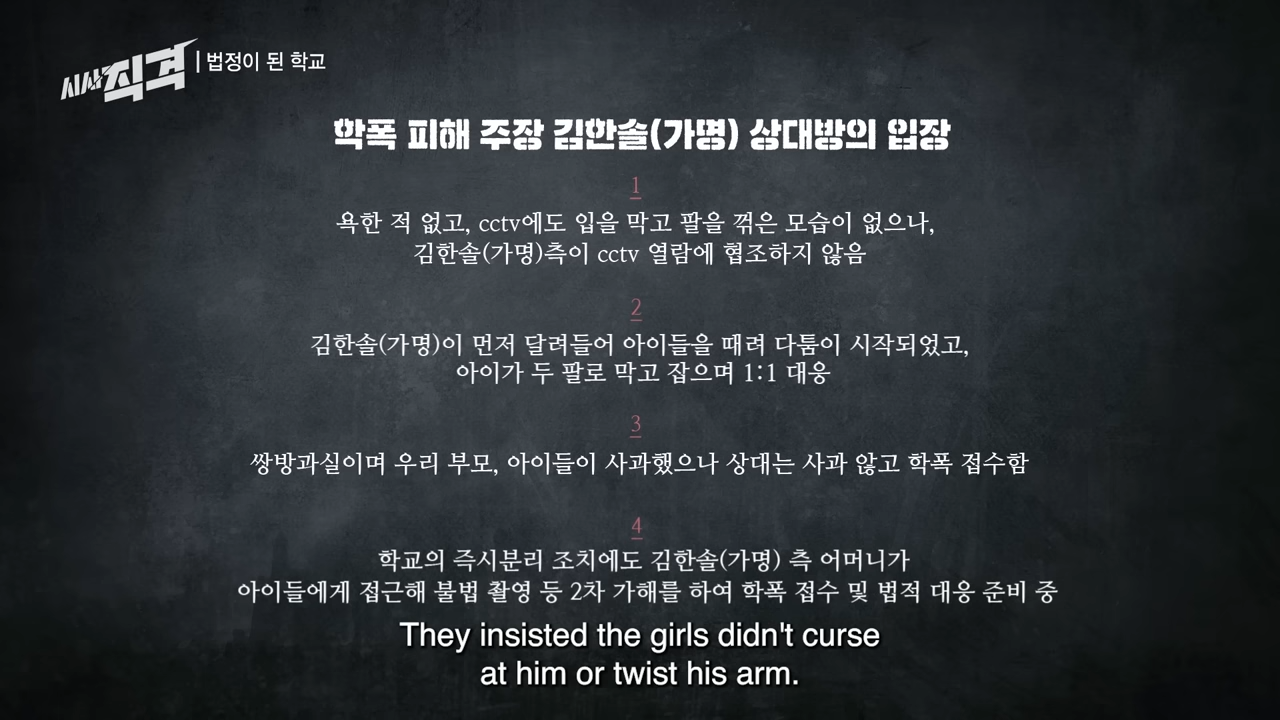 시사직격 | 법정이 된 학교
학폭 피해 주장 김한솔(가명) 상대방의 입장
1
욕한 적 없고, cctv에도 입을 막고 팔을 꺾은 모습이 없으나,
김한솔(가명)측이 cctv 열람에 협조하지 않음
2
김한솔(가명)이 먼저 달려들어 아이들을 때려 다툼이 시작되었고,
아이가 두 팔로 막고 잡으며 1:1 대응
3
쌍방과실이며 우리 부모, 아이들이 사과했으나 상대는 사과 않고 학폭 접수함
4
학교의 즉시분리 조치에도 김한솔(가명) 측 어머니가
아이들에게 접근해 불법 촬영 등 2차 가해를 하여 학폭 접수 및 법적 대응 준비 중
They insisted the girls didn't curse
at him or twist his arm.